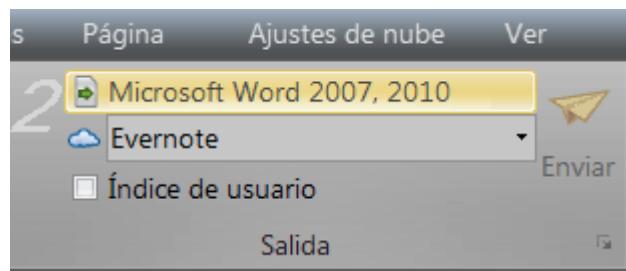 s Página Ajustes de nube Ver
2 Microsoft Word 2007, 2010
Evernote
Enviar
Índice de usuario
Salida